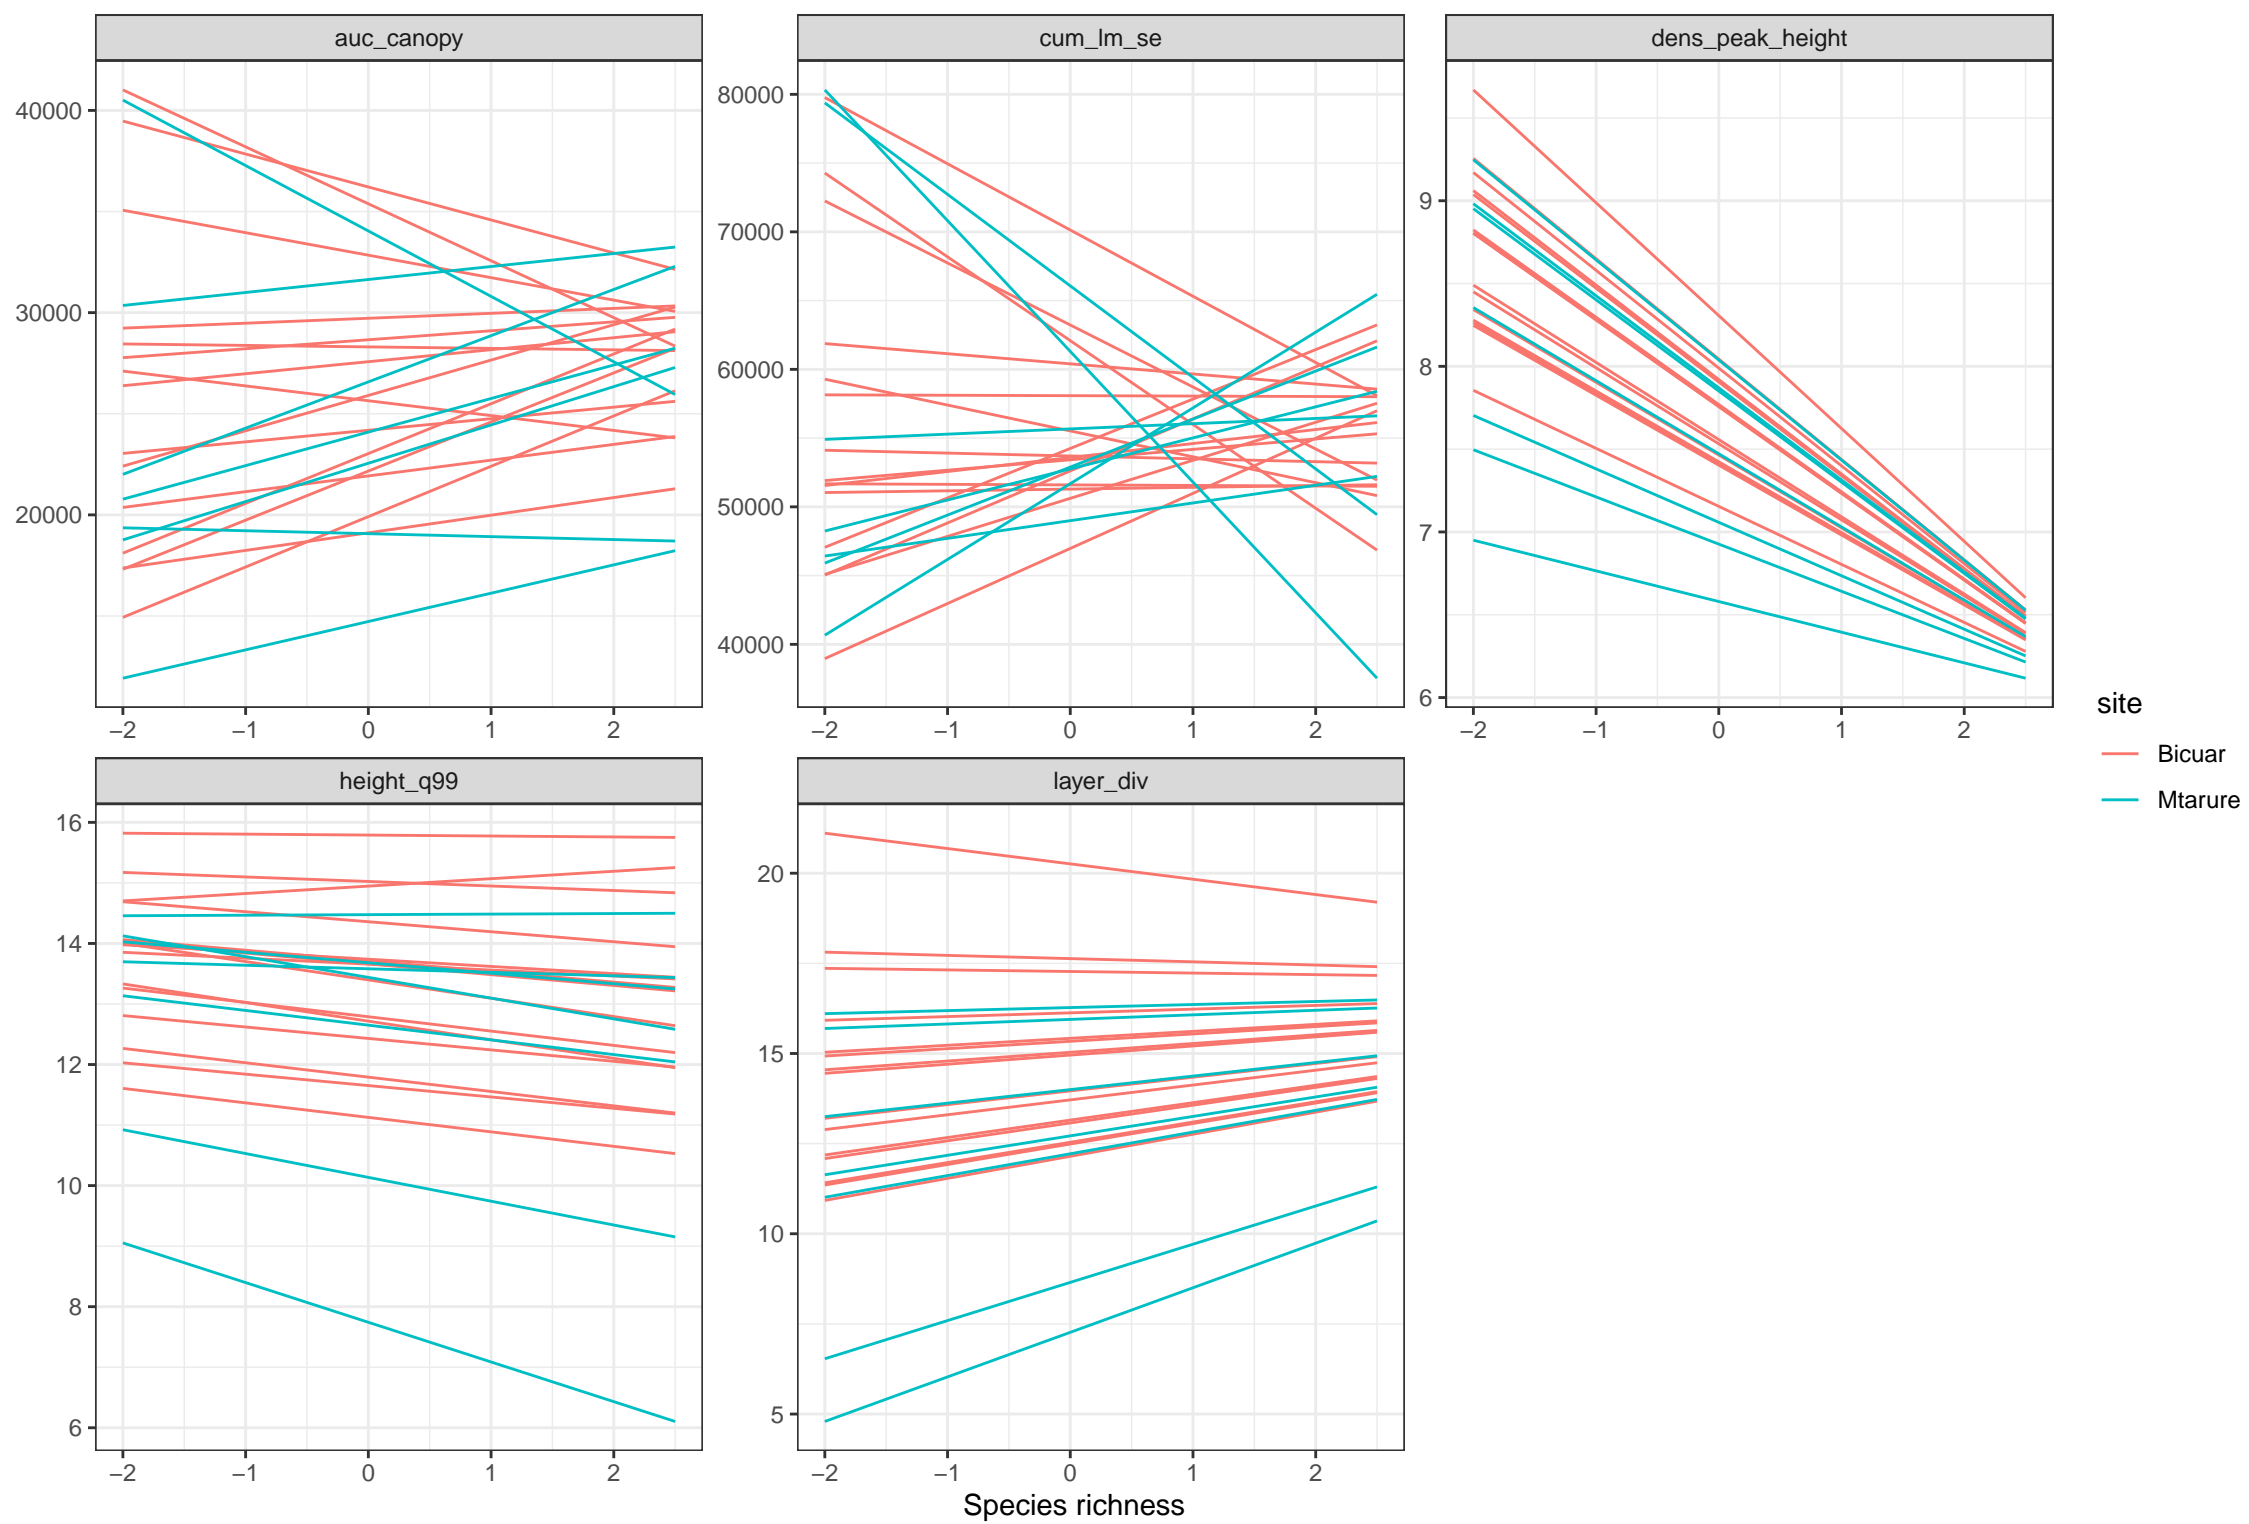 auc_canopy
cum_lm_se
dens_peak_height
40000
30000
20000
−2 −1 0 1 2
80000
70000
60000
50000
40000
−2 −1 0 1 2
9
8
7
6
−2 −1 0 1 2
height_q99
layer_div
16
14
12
10
8
6
−2 −1 0 1 2
20
15
10
5
−2 −1 0 1 2
Species richness
site
Bicuar
Mtarure